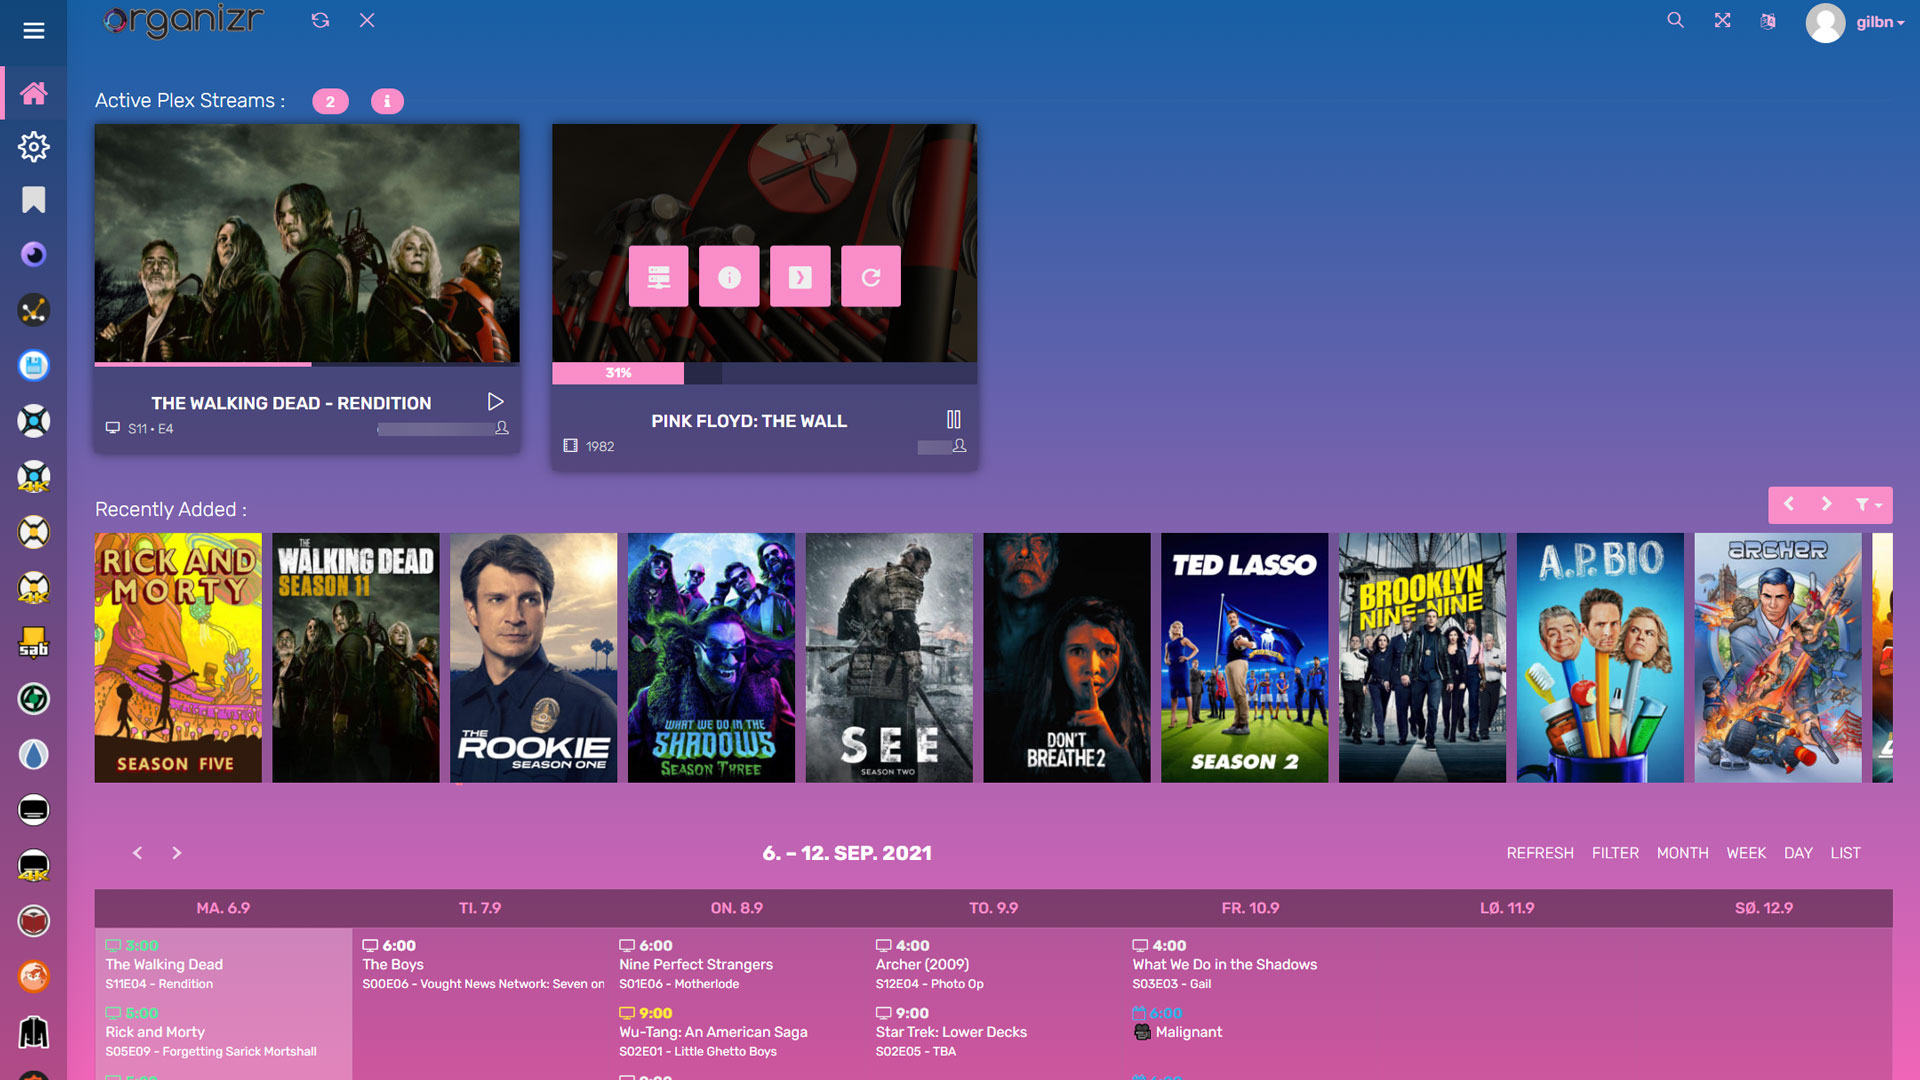 organizr
gilbn
Active Plex Streams :
2
i
31%
THE WALKING DEAD - RENDITION
S11 • E4
PINK FLOYD: THE WALL
1982
Recently Added :
RICK AND
MORTY
SEASON FIVE
THE
WALKING DEAD
SEASON 11
THE
ROOKIE
SEASON ONE
WHAT WE DO IN THE
SHADOWS
SEASON THREE
SEE
SEASON TWO
DON'T
BREATHE 2
TED LASSO
SEASON 2
BROOKLYN
NINE-NINE
A.P. BIO
ARCHER
sab
4K
4K
4K
6. – 12. SEP. 2021
REFRESH FILTER MONTH WEEK DAY LIST
MA. 6.9 TI. 7.9 ON. 8.9 TO. 9.9 FR. 10.9 LØ. 11.9 SØ. 12.9
3:00
The Walking Dead
S11E04 - Rendition
5:00
Rick and Morty
S05E09 - Forgetting Sarick Mortshall
6:00
The Boys
S00E06 - Vought News Network: Seven on
6:00
Nine Perfect Strangers
S01E06 - Motherlode
9:00
Wu-Tang: An American Saga
S02E01 - Little Ghetto Boys
4:00
Archer (2009)
S12E04 - Photo Op
9:00
Star Trek: Lower Decks
S02E05 - TBA
4:00
What We Do in the Shadows
S03E03 - Gail
6:00
Malignant